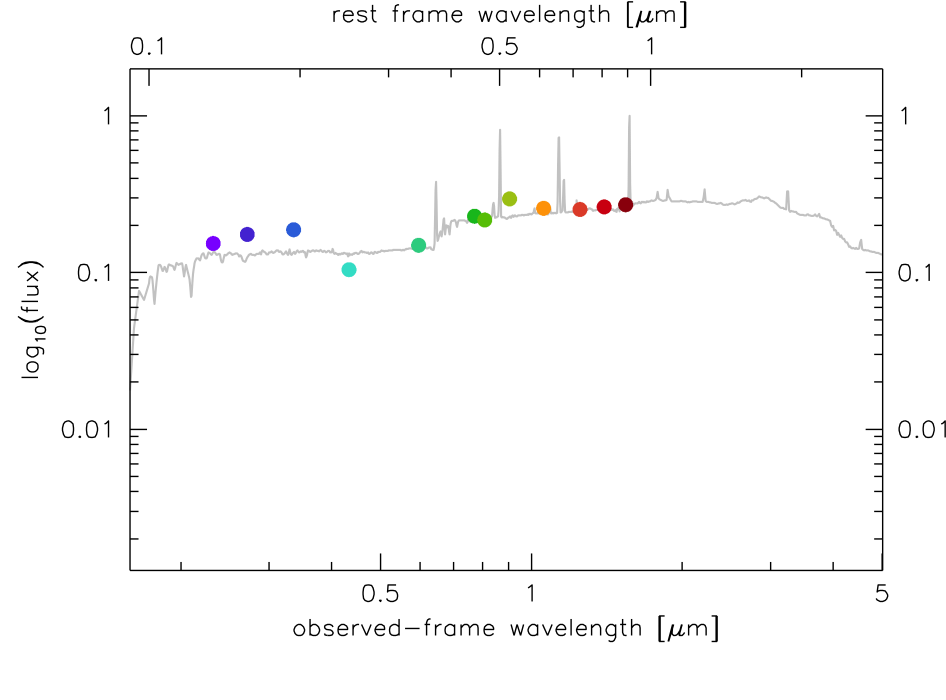 rest frame wavelength [μm]
0.1 0.5 1
1 1
0.1 0.1
0.01 0.01
log10(flux)
0.5 1 5
observed-frame wavelength [μm]